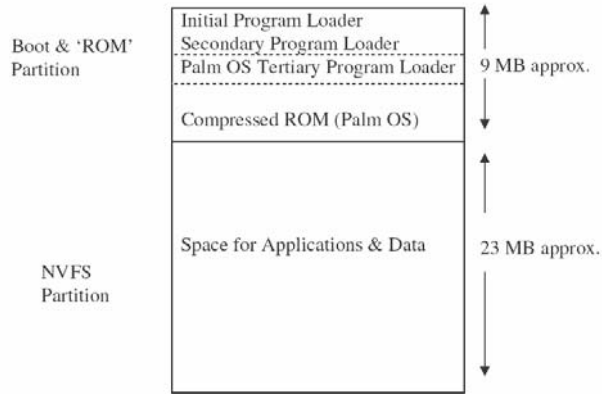 Initial Program Loader
Boot & ‘ROM’
Partition
Secondary Program Loader
Palm OS Tertiary Program Loader
9 MB approx.
Compressed ROM (Palm OS)
Space for Applications & Data
23 MB approx.
NVFS
Partition